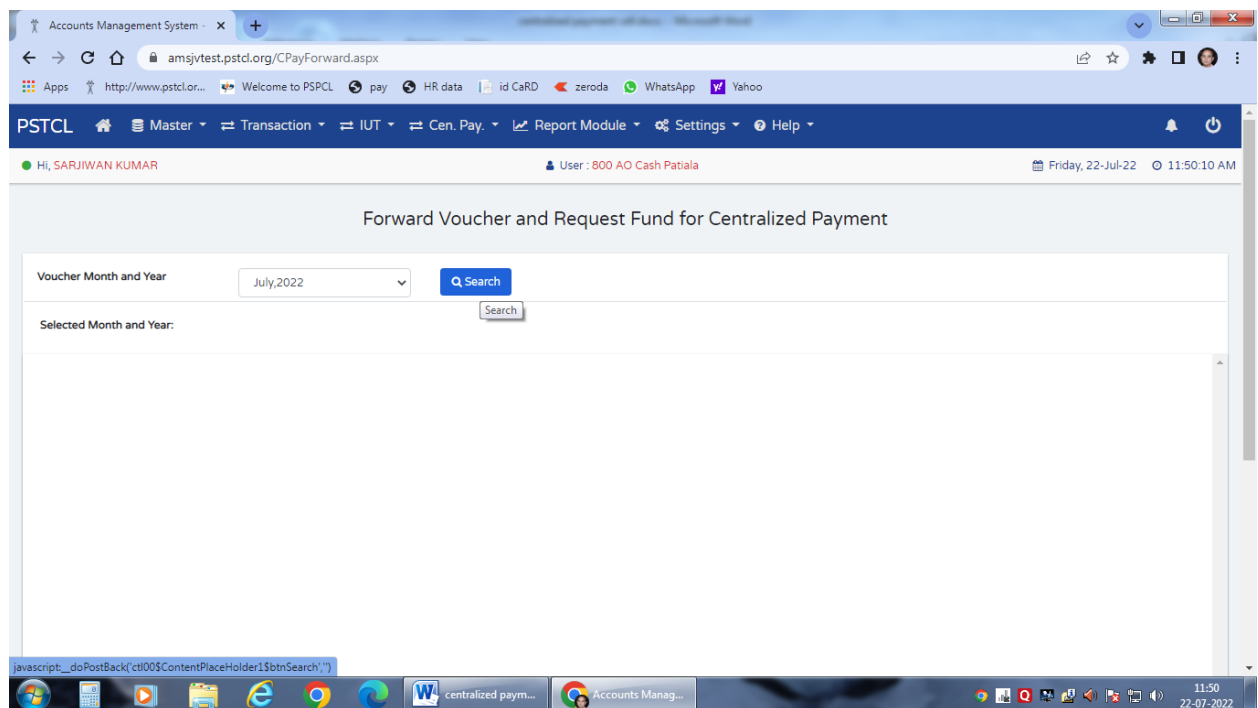 Accounts Management System -
amsjvtest.pstcl.org/CPayForward.aspx
Apps http://www.pstcl.or... Welcome to PSPCL pay HR data id CaRD zeroda WhatsApp Yahoo
PSTCL Master Transaction IUT Cen. Pay. Report Module Settings Help
Hi, SARJIWAN KUMAR User : 800 AO Cash Patiala Friday, 22-Jul-22 11:50:10 AM
Forward Voucher and Request Fund for Centralized Payment
Voucher Month and Year July,2022 Search
Search
Selected Month and Year:
javascript:__doPostBack('ctl00$ContentPlaceHolder1$btnSearch','')
centralized paym... Accounts Manag... 11:50
22-07-2022